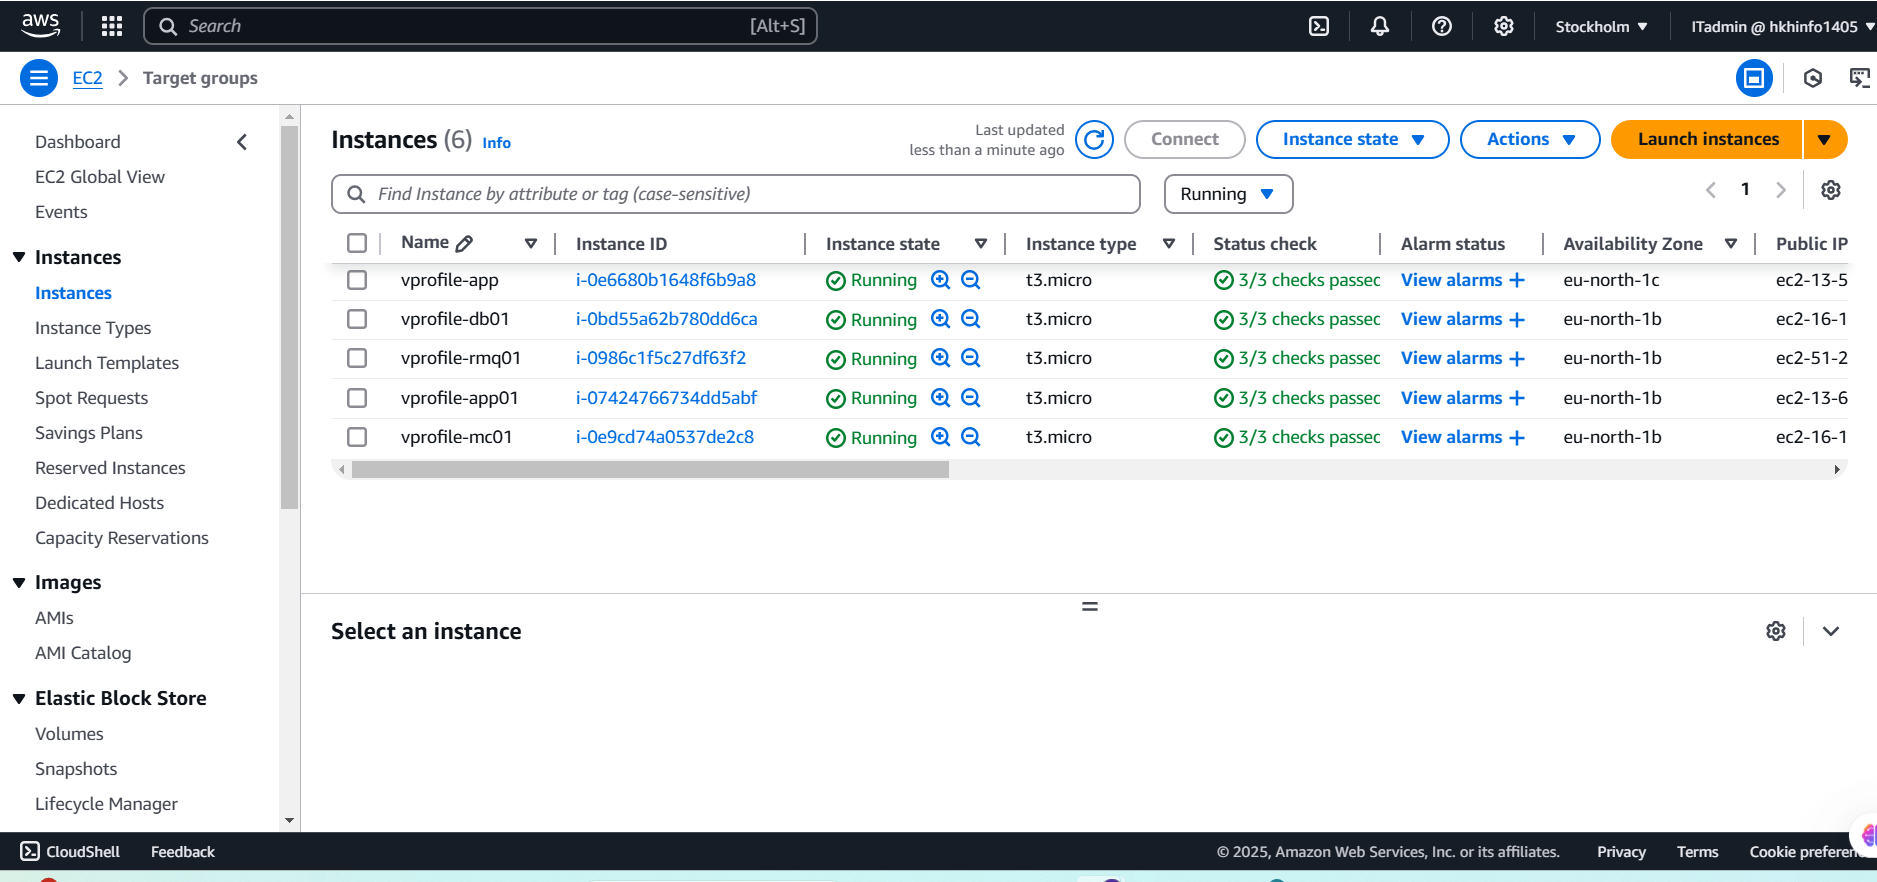 aws Search [Alt+S] Stockholm ITadmin @ hkhinfo1405
EC2 Target groups
Dashboard
EC2 Global View
Events
Instances
Instances
Instance Types
Launch Templates
Spot Requests
Savings Plans
Reserved Instances
Dedicated Hosts
Capacity Reservations
Images
AMIs
AMI Catalog
Elastic Block Store
Volumes
Snapshots
Lifecycle Manager
Instances (6) Info
Last updated
less than a minute ago
Connect Instance state Actions Launch instances
Find Instance by attribute or tag (case-sensitive) Running 1
Name Instance ID Instance state Instance type Status check Alarm status Availability Zone Public IP
vprofile-app i-0e6680b1648f6b9a8 Running t3.micro 3/3 checks passec View alarms + eu-north-1c ec2-13-5
vprofile-db01 i-0bd55a62b780dd6ca Running t3.micro 3/3 checks passec View alarms + eu-north-1b ec2-16-1
vprofile-rmq01 i-0986c1f5c27df63f2 Running t3.micro 3/3 checks passec View alarms + eu-north-1b ec2-51-2
vprofile-app01 i-07424766734dd5abf Running t3.micro 3/3 checks passec View alarms + eu-north-1b ec2-13-6
vprofile-mc01 i-0e9cd74a0537de2c8 Running t3.micro 3/3 checks passec View alarms + eu-north-1b ec2-16-1
Select an instance
CloudShell Feedback © 2025, Amazon Web Services, Inc. or its affiliates. Privacy Terms Cookie preferen